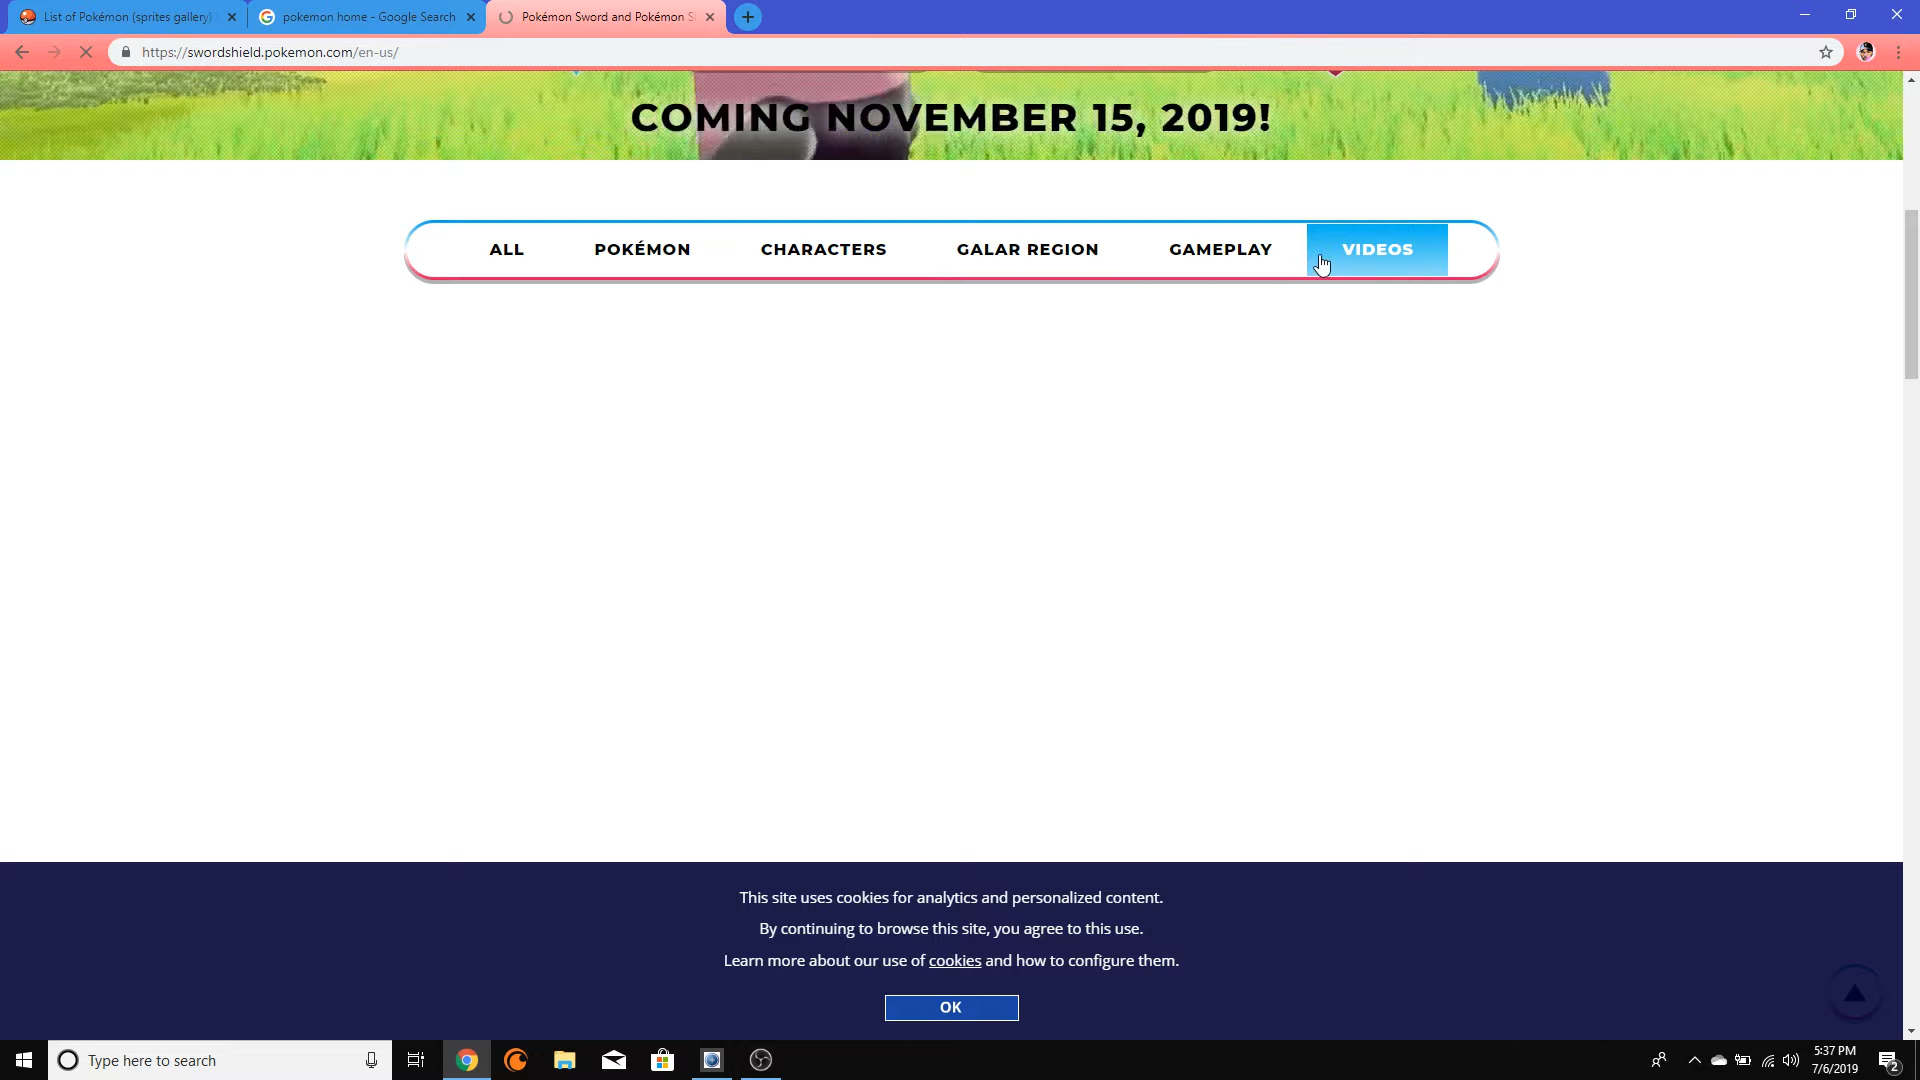 List of Pokémon (sprites gallery)
pokemon home - Google Search
Pokémon Sword and Pokémon S
https://swordshield.pokemon.com/en-us/
COMING NOVEMBER 15, 2019!
ALL POKÉMON CHARACTERS GALAR REGION GAMEPLAY VIDEOS
This site uses cookies for analytics and personalized content.
By continuing to browse this site, you agree to this use.
Learn more about our use of cookies and how to configure them.
OK
Type here to search
5:37 PM
7/6/2019
2